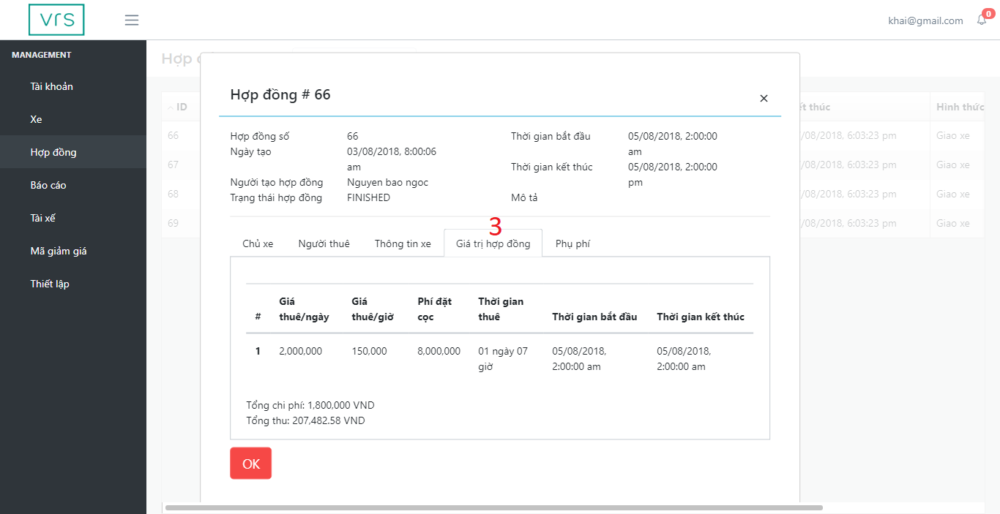 vrs
khai@gmail.com
0
MANAGEMENT
Tài khoản
Xe
Hợp đồng
Báo cáo
Tài xế
Mã giảm giá
Thiết lập
Hợp đ
ID
66
67
68
69
ết thúc
Hình thức
/08/2018, 6:03:23 pm
Giao xe
/08/2018, 6:03:23 pm
Giao xe
/08/2018, 6:03:23 pm
Giao xe
/08/2018, 6:03:23 pm
Giao xe
Hợp đồng # 66
×
Hợp đồng số 66
Ngày tạo 03/08/2018, 8:00:06
am
Người tạo hợp đồng Nguyen bao ngoc
Trạng thái hợp đồng FINISHED
Thời gian bắt đầu 05/08/2018, 2:00:00
am
Thời gian kết thúc 05/08/2018, 2:00:00
pm
Mô tả
3
Chủ xe Người thuê Thông tin xe Giá trị hợp đồng Phụ phí
# Giá thuê/ngày Giá thuê/giờ Phí đặt cọc Thời gian thuê Thời gian bắt đầu Thời gian kết thúc
1 2,000,000 150,000 8,000,000 01 ngày 07 giờ 05/08/2018, 2:00:00 am 05/08/2018, 2:00:00 am
Tổng chi phí: 1,800,000 VND
Tổng thu: 207,482.58 VND
OK